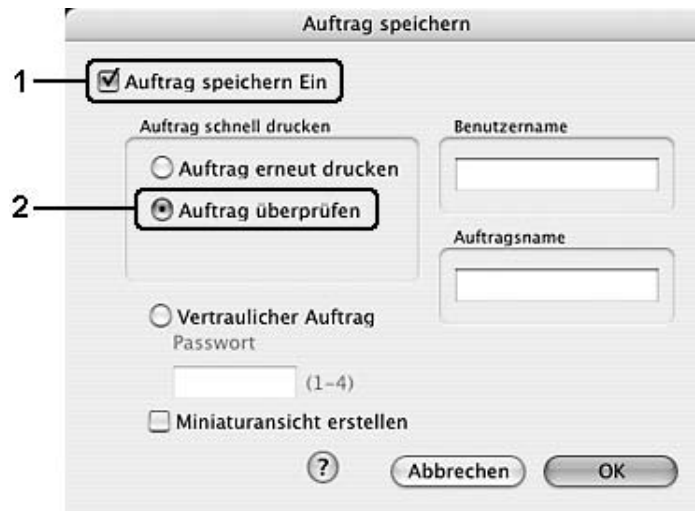 Auftrag speichern
1
Auftrag speichern Ein
Auftrag schnell drucken
Auftrag erneut drucken
2
Auftrag überprüfen
Benutzername
Auftragsname
Vertraulicher Auftrag
Passwort
(1-4)
Miniaturansicht erstellen
?
Abbrechen
OK